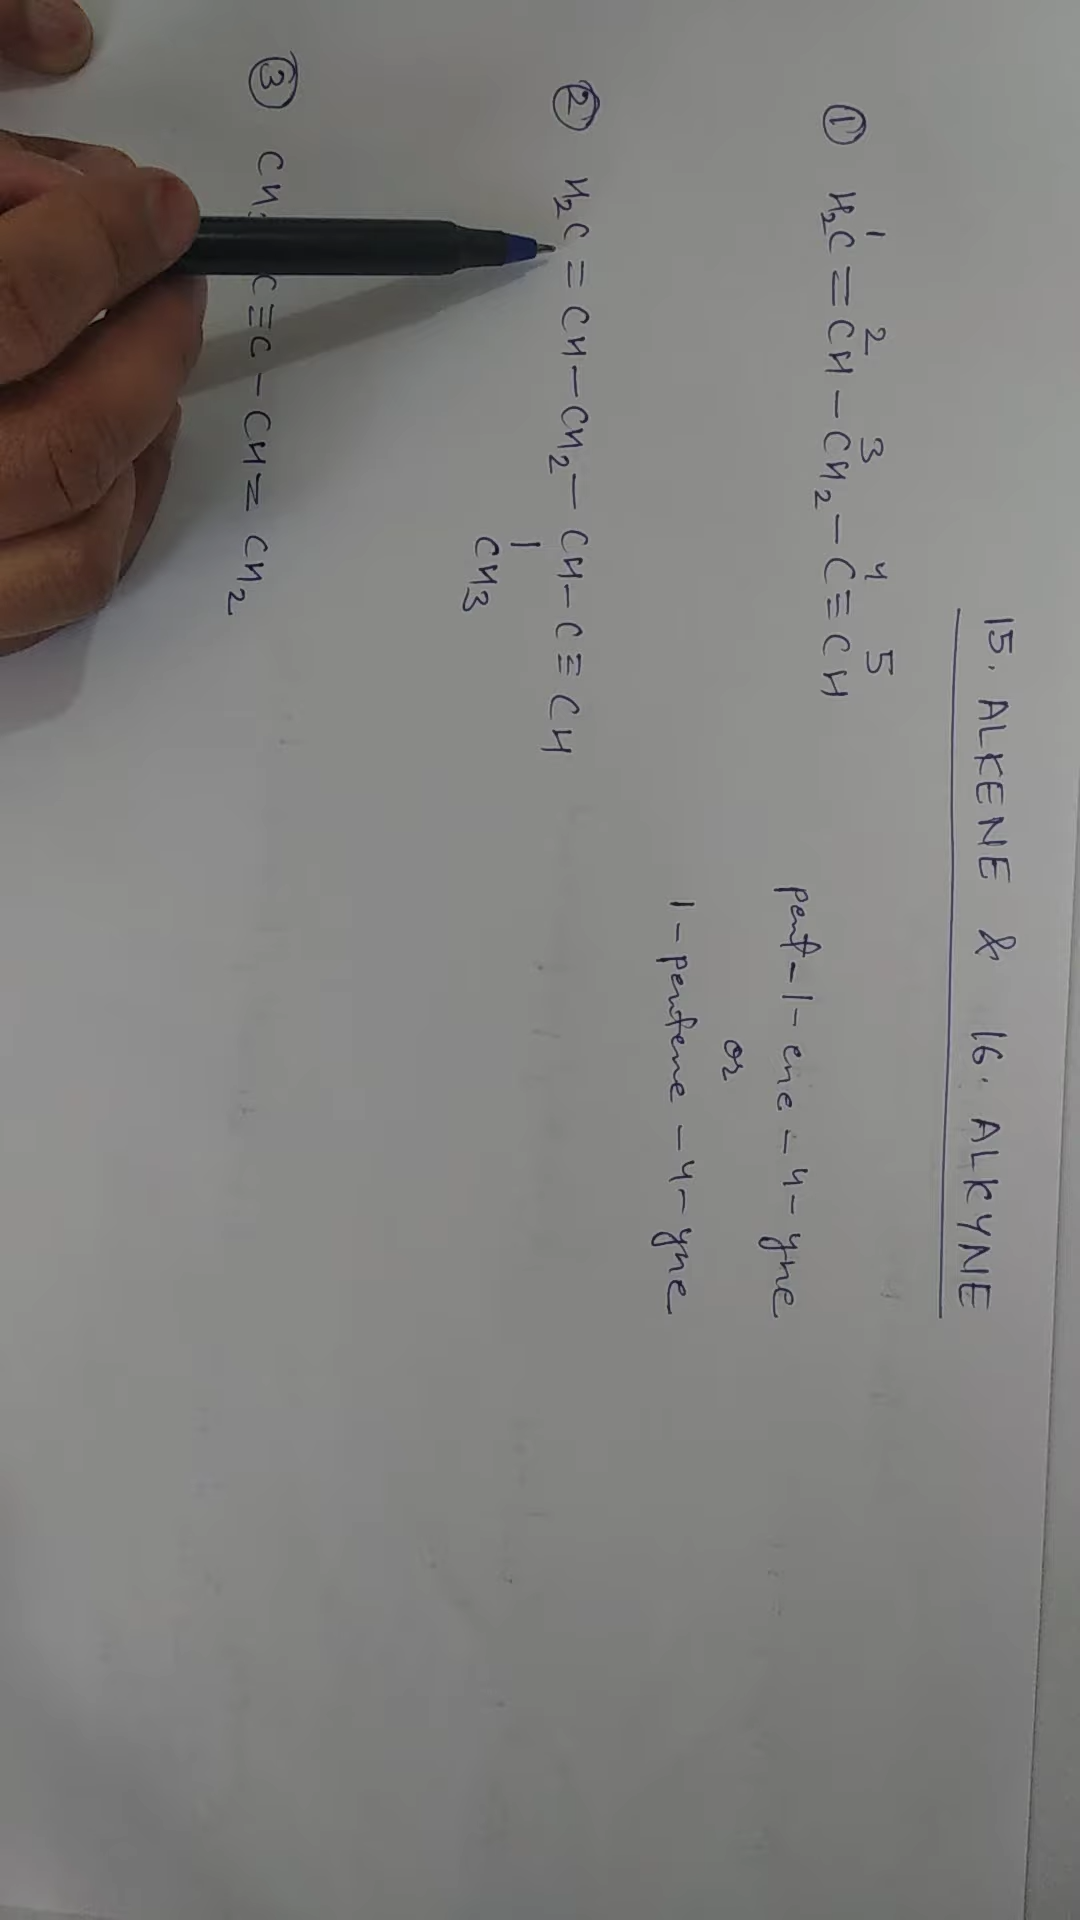 15. ALKENE & 16. ALKYNE
1 2 3 4 5
① H₂C=CH-CH₂-C≡CH
pent-1-ene-4-yne
or
1-pentene-4-yne
② H₂C=CH-CH₂-CH-C≡CH
|
CH₃
③ CH C≡C-CH=CH₂